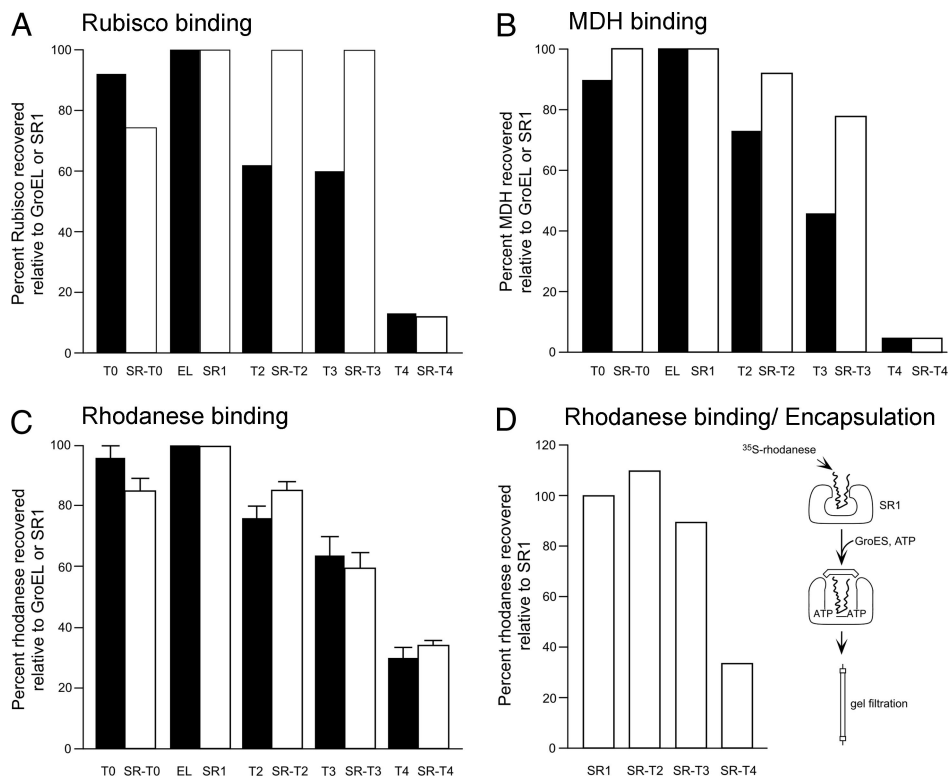 A Rubisco binding
Percent Rubisco recovered
relative to GroEL or SR1
100
80
60
40
20
0
T0 SR-T0 EL SR1 T2 SR-T2 T3 SR-T3 T4 SR-T4
B MDH binding
Percent MDH recovered
relative to GroEL or SR1
100
80
60
40
20
0
T0 SR-T0 EL SR1 T2 SR-T2 T3 SR-T3 T4 SR-T4
C Rhodanese binding
Percent rhodanese recovered
relative to GroEL or SR1
100
80
60
40
20
0
T0 SR-T0 EL SR1 T2 SR-T2 T3 SR-T3 T4 SR-T4
D Rhodanese binding/ Encapsulation
Percent rhodanese recovered
relative to SR1
120
100
80
60
40
20
0
SR1 SR-T2 SR-T3 SR-T4
³⁵S-rhodanese
SR1
GroES, ATP
ATP ATP
gel filtration